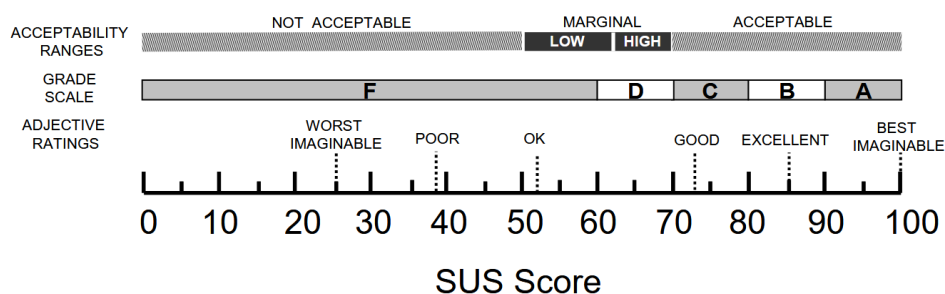 NOT ACCEPTABLE MARGINAL ACCEPTABLE
ACCEPTABILITY
RANGES
LOW HIGH
GRADE
SCALE
F D C B A
ADJECTIVE
RATINGS
WORST
IMAGINABLE
POOR
OK
GOOD
EXCELLENT
BEST
IMAGINABLE
0 10 20 30 40 50 60 70 80 90 100
SUS Score